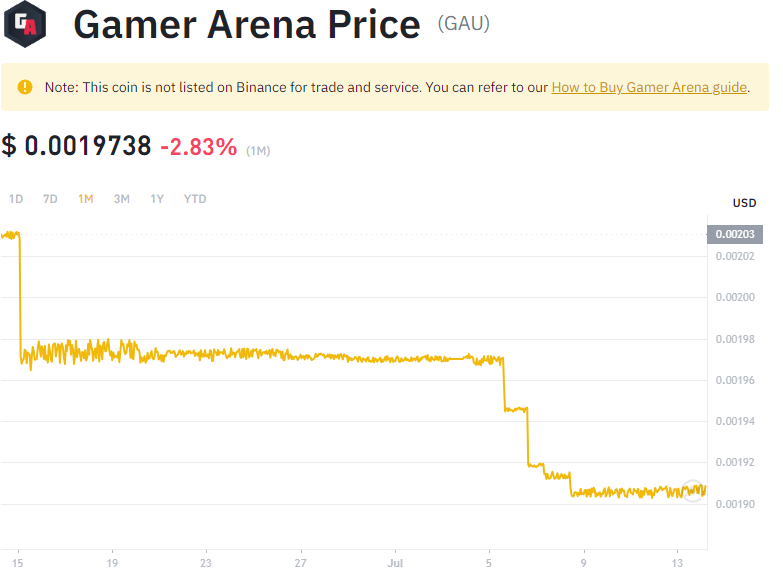 GA
Gamer Arena Price (GAU)
Note: This coin is not listed on Binance for trade and service. You can refer to our How to Buy Gamer Arena guide.
$ 0.0019738 -2.83% (1M)
1D 7D 1M 3M 1Y YTD
USD
0.00203
0.00202
0.00200
0.00198
0.00196
0.00194
0.00192
0.00190
15 19 23 27 Jul 5 9 13